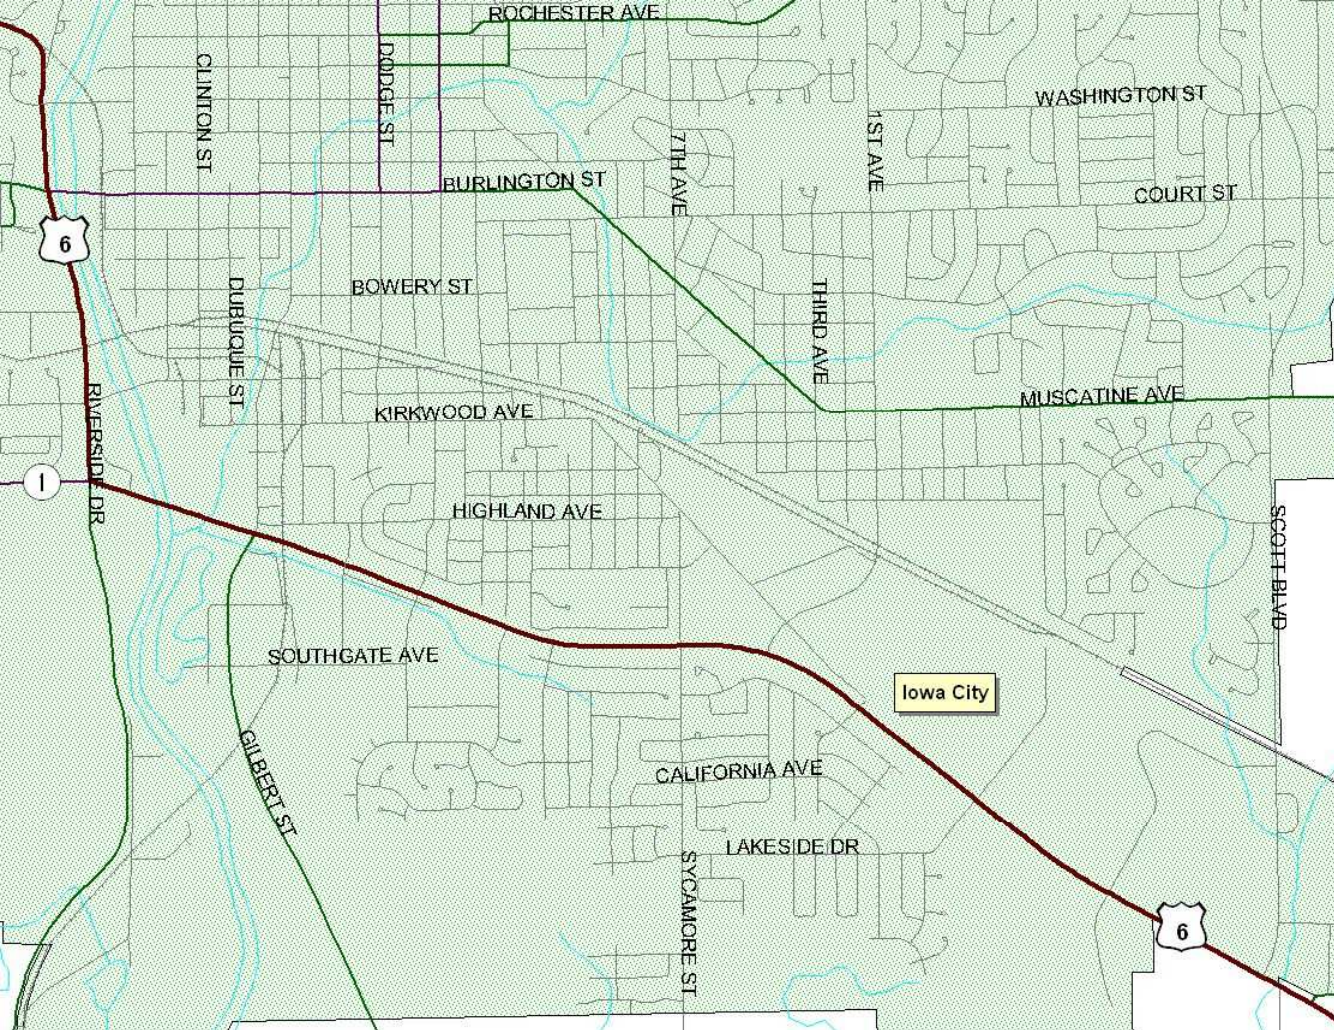 ROCHESTER AVE
CLINTON ST
DODGE ST
WASHINGTON ST
7TH AVE
1ST AVE
BURLINGTON ST
COURT ST
6
DUBUQUE ST
BOWERY ST
THIRD AVE
RIVERSIDE DR
KIRKWOOD AVE
MUSCATINE AVE
1
HIGHLAND AVE
SCOTT BLVD
SOUTHGATE AVE
Iowa City
GILBERT ST
CALIFORNIA AVE
LAKESIDE DR
SYCAMORE ST
6